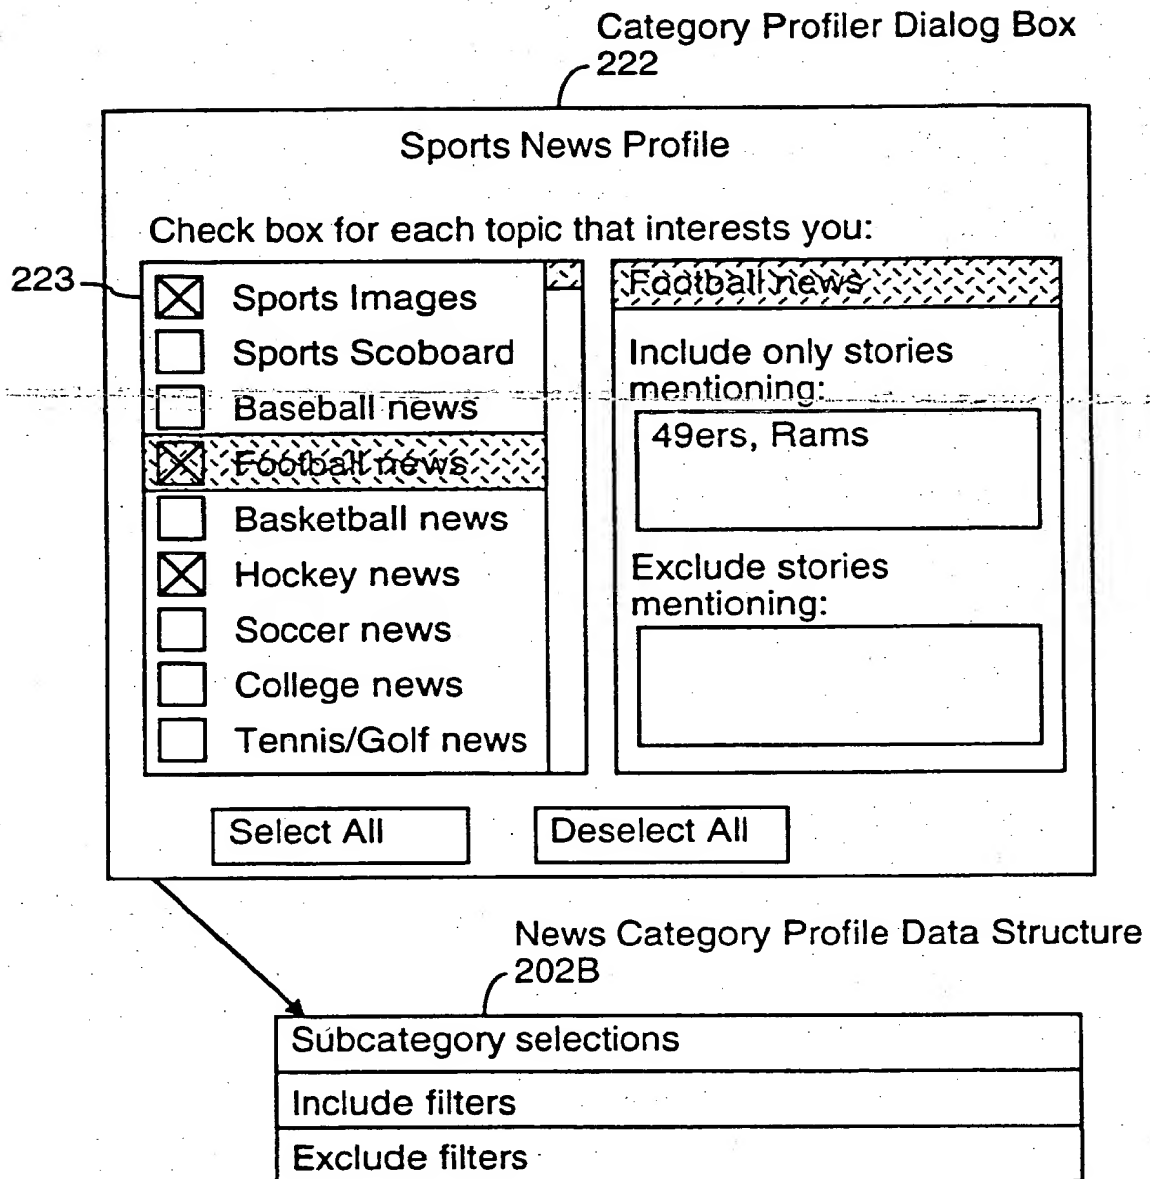 Category Profiler Dialog Box
222
Sports News Profile
Check box for each topic that interests you:
223
Sports Images
Sports Scoboard
Baseball news
Football news
Basketball news
Hockey news
Soccer news
College news
Tennis/Golf news
Football news
Include only stories
mentioning:
49ers, Rams
Exclude stories
mentioning:
Select All
Deselect All
News Category Profile Data Structure
202B
Subcategory selections
Include filters
Exclude filters